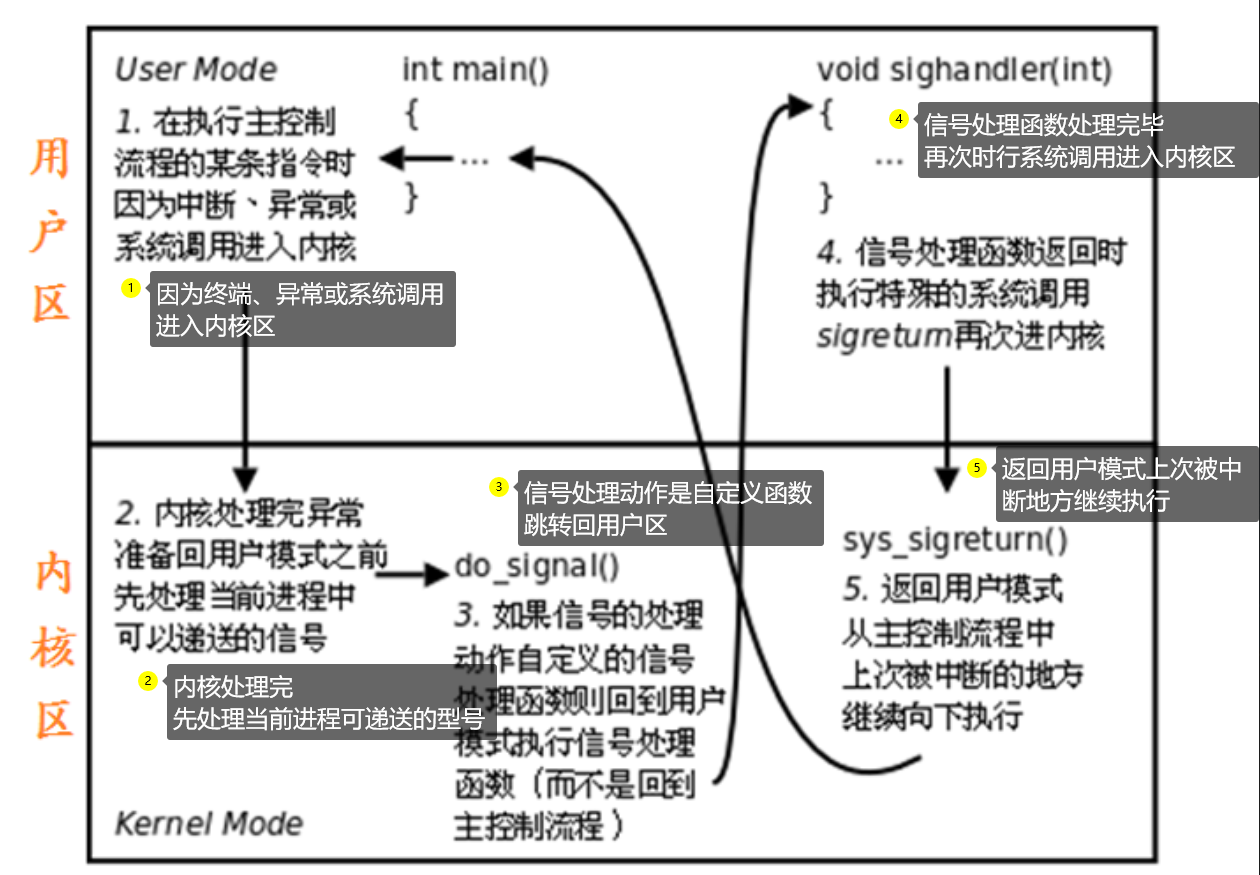 用户区
User Mode
1. 在执行主控制
流程的某条指令时
因为中断、异常或
系统调用进入内核
int main()
{
...
}
void sighandler(int)
{
...
}
4
信号处理函数处理完毕
再次时行系统调用进入内核区
4. 信号处理函数返回时
执行特殊的系统调用
sigreturn再次进内核
1
因为终端、异常或系统调用
进入内核区
内核区
2. 内核处理完异常
准备回用户模式之前
先处理当前进程中
可以递送的信号
2
内核处理完
先处理当前进程可递送的型号
3
信号处理动作是自定义函数
跳转回用户区
do_signal()
3. 如果信号的处理
动作自定义的信号
处理函数则回到用户
模式执行信号处理
函数（而不是回到
主控制流程）
5
返回用户模式上次被中
断地方继续执行
sys_sigreturn()
5. 返回用户模式
从主控制流程中
上次被中断的地方
继续向下执行
Kernel Mode